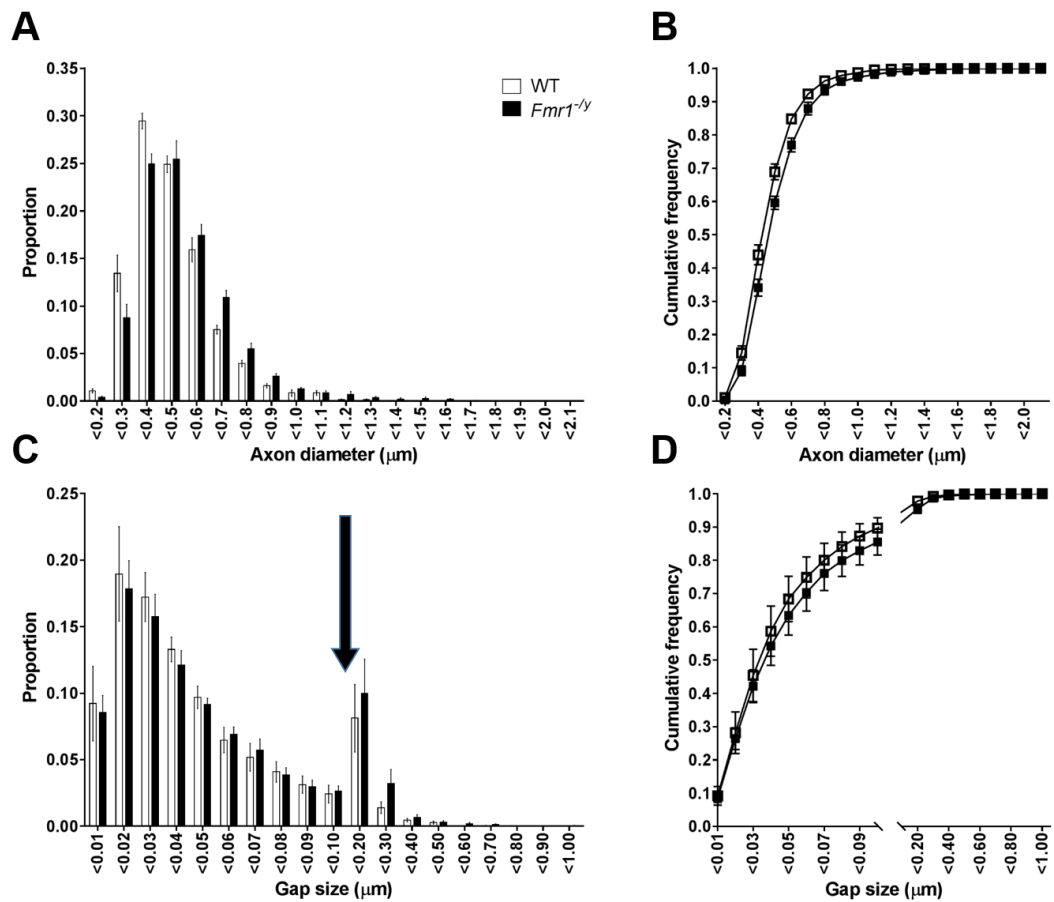 A
0.35
0.30
0.25
0.20
0.15
0.10
0.05
0.00
Proportion
WT
Fmr1-/y
<0.2 <0.3 <0.4 <0.5 <0.6 <0.7 <0.8 <0.9 <1.0 <1.1 <1.2 <1.3 <1.4 <1.5 <1.6 <1.7 <1.8 <1.9 <2.0 <2.1
Axon diameter (μm)
B
1.0
0.9
0.8
0.7
0.6
0.5
0.4
0.3
0.2
0.1
0.0
Cumulative frequency
<0.2 <0.4 <0.6 <0.8 <1.0 <1.2 <1.4 <1.6 <1.8 <2.0
Axon diameter (μm)
C
0.25
0.20
0.15
0.10
0.05
0.00
Proportion
<0.01 <0.02 <0.03 <0.04 <0.05 <0.06 <0.07 <0.08 <0.09 <0.10 <0.20 <0.30 <0.40 <0.50 <0.60 <0.70 <0.80 <0.90 <1.00
Gap size (μm)
D
1.0
0.9
0.8
0.7
0.6
0.5
0.4
0.3
0.2
0.1
0.0
Cumulative frequency
<0.01 <0.03 <0.05 <0.07 <0.09 <0.20 <0.40 <0.60 <0.80 <1.00
Gap size (μm)